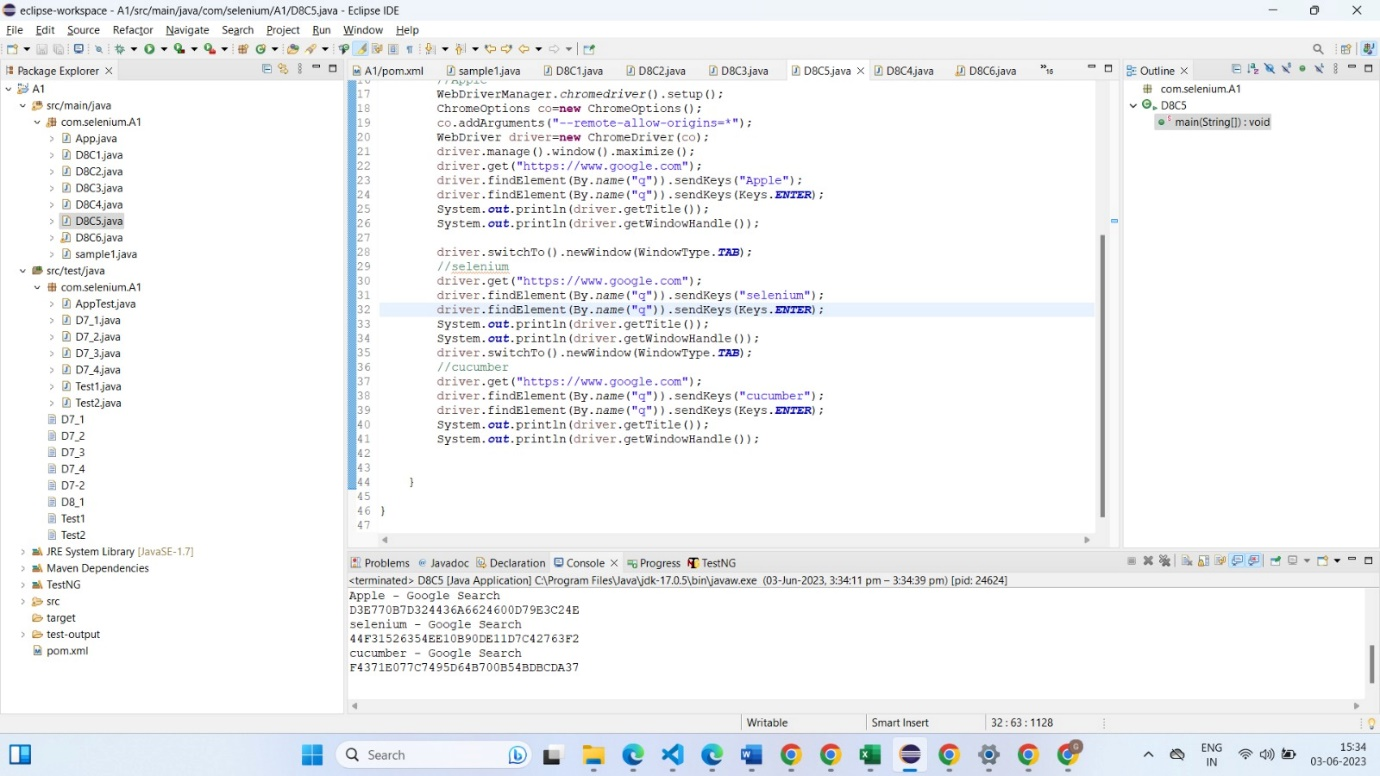 eclipse-workspace - A1/src/main/java/com/selenium/A1/D8C5.java - Eclipse IDE
File Edit Source Refactor Navigate Search Project Run Window Help
Package Explorer
A1
src/main/java
com.selenium.A1
App.java
D8C1.java
D8C2.java
D8C3.java
D8C4.java
D8C5.java
D8C6.java
sample1.java
src/test/java
com.selenium.A1
AppTest.java
D7_1.java
D7_2.java
D7_3.java
D7_4.java
Test1.java
Test2.java
D7_1
D7_2
D7_3
D7_4
D7-2
D8_1
Test1
Test2
JRE System Library [JavaSE-1.7]
Maven Dependencies
TestNG
src
target
test-output
pom.xml
A1/pom.xml sample1.java D8C1.java D8C2.java D8C3.java D8C5.java D8C4.java D8C6.java »16
16 //Apple
17 WebDriverManager.chromedriver().setup();
18 ChromeOptions co=new ChromeOptions();
19 co.addArguments("--remote-allow-origins=*");
20 WebDriver driver=new ChromeDriver(co);
21 driver.manage().window().maximize();
22 driver.get("https://www.google.com");
23 driver.findElement(By.name("q")).sendKeys("Apple");
24 driver.findElement(By.name("q")).sendKeys(Keys.ENTER);
25 System.out.println(driver.getTitle());
26 System.out.println(driver.getWindowHandle());
27
28 driver.switchTo().newWindow(WindowType.TAB);
29 //selenium
30 driver.get("https://www.google.com");
31 driver.findElement(By.name("q")).sendKeys("selenium");
32 driver.findElement(By.name("q")).sendKeys(Keys.ENTER);
33 System.out.println(driver.getTitle());
34 System.out.println(driver.getWindowHandle());
35 driver.switchTo().newWindow(WindowType.TAB);
36 //cucumber
37 driver.get("https://www.google.com");
38 driver.findElement(By.name("q")).sendKeys("cucumber");
39 driver.findElement(By.name("q")).sendKeys(Keys.ENTER);
40 System.out.println(driver.getTitle());
41 System.out.println(driver.getWindowHandle());
42
43
44 }
45
46 }
47
Outline
com.selenium.A1
D8C5
main(String[]) : void
Problems Javadoc Declaration Console Progress TestNG
<terminated> D8C5 [Java Application] C:\Program Files\Java\jdk-17.0.5\bin\javaw.exe (03-Jun-2023, 3:34:11 pm – 3:34:39 pm) [pid: 24624]
Apple - Google Search
D3E770B7D324436A6624600D79E3C24E
selenium - Google Search
44F31526354EE10B90DE11D7C42763F2
cucumber - Google Search
F4371E077C7495D64B700B54BDBCDA37
Writable Smart Insert 32 : 63 : 1128
Search
ENG
IN
15:34
03-06-2023